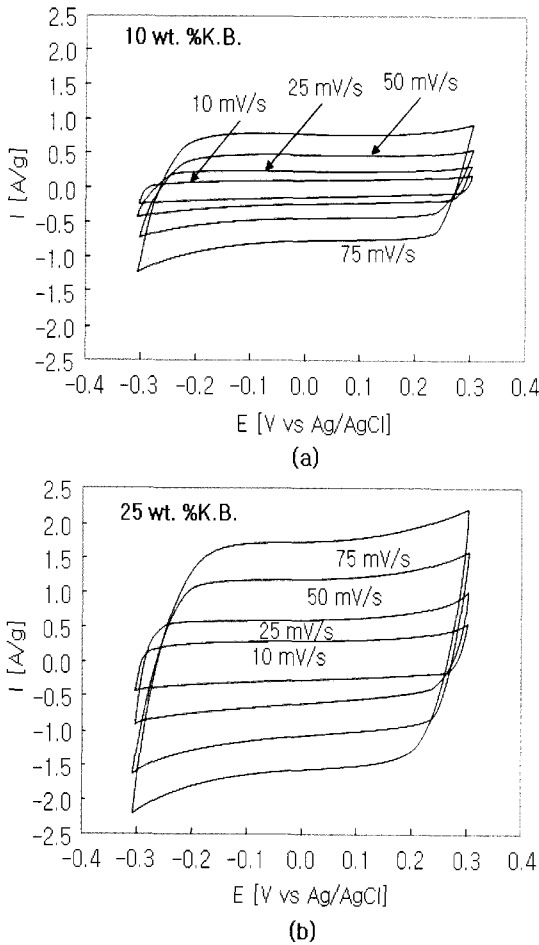 2.5
10 wt. %K.B.
2.0
1.5
10 mV/s
25 mV/s
50 mV/s
1.0
0.5
0.0
-0.5
-1.0
75 mV/s
-1.5
-2.0
-2.5
I [A/g]
-0.4 -0.3 -0.2 -0.1 0.0 0.1 0.2 0.3 0.4
E [V vs Ag/AgCl]
(a)
2.5
25 wt. %K.B.
2.0
1.5
75 mV/s
1.0
50 mV/s
0.5
25 mV/s
10 mV/s
0.0
-0.5
-1.0
-1.5
-2.0
-2.5
I [A/g]
-0.4 -0.3 -0.2 -0.1 0.0 0.1 0.2 0.3 0.4
E [V vs Ag/AgCl]
(b)